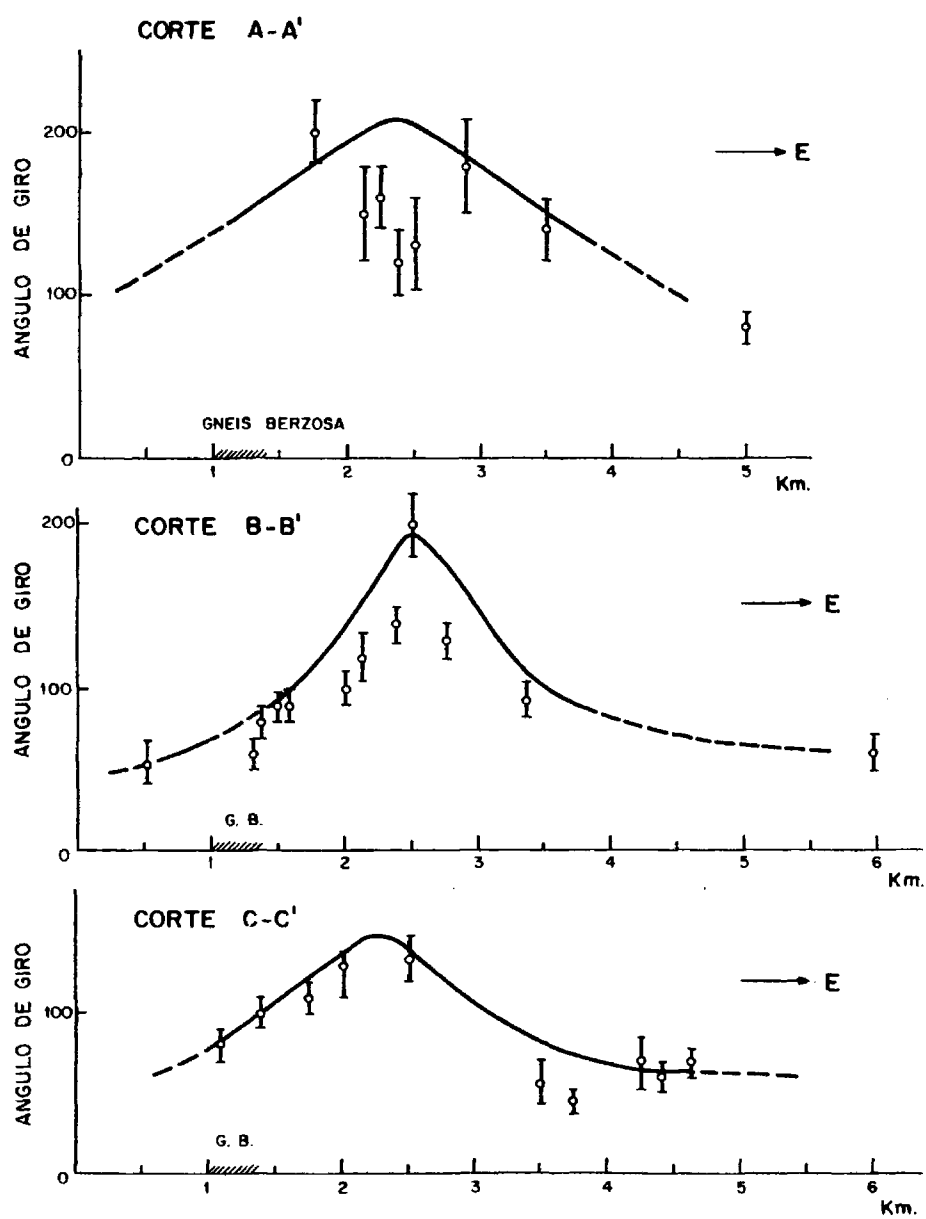 CORTE A-A'
ANGULO DE GIRO
200
100
0
E
GNEIS BERZOSA
1 2 3 4 5
Km.
CORTE B-B'
ANGULO DE GIRO
200
100
0
E
G. B.
1 2 3 4 5 6
Km.
CORTE C-C'
ANGULO DE GIRO
100
0
E
G. B.
1 2 3 4 5 6
Km.